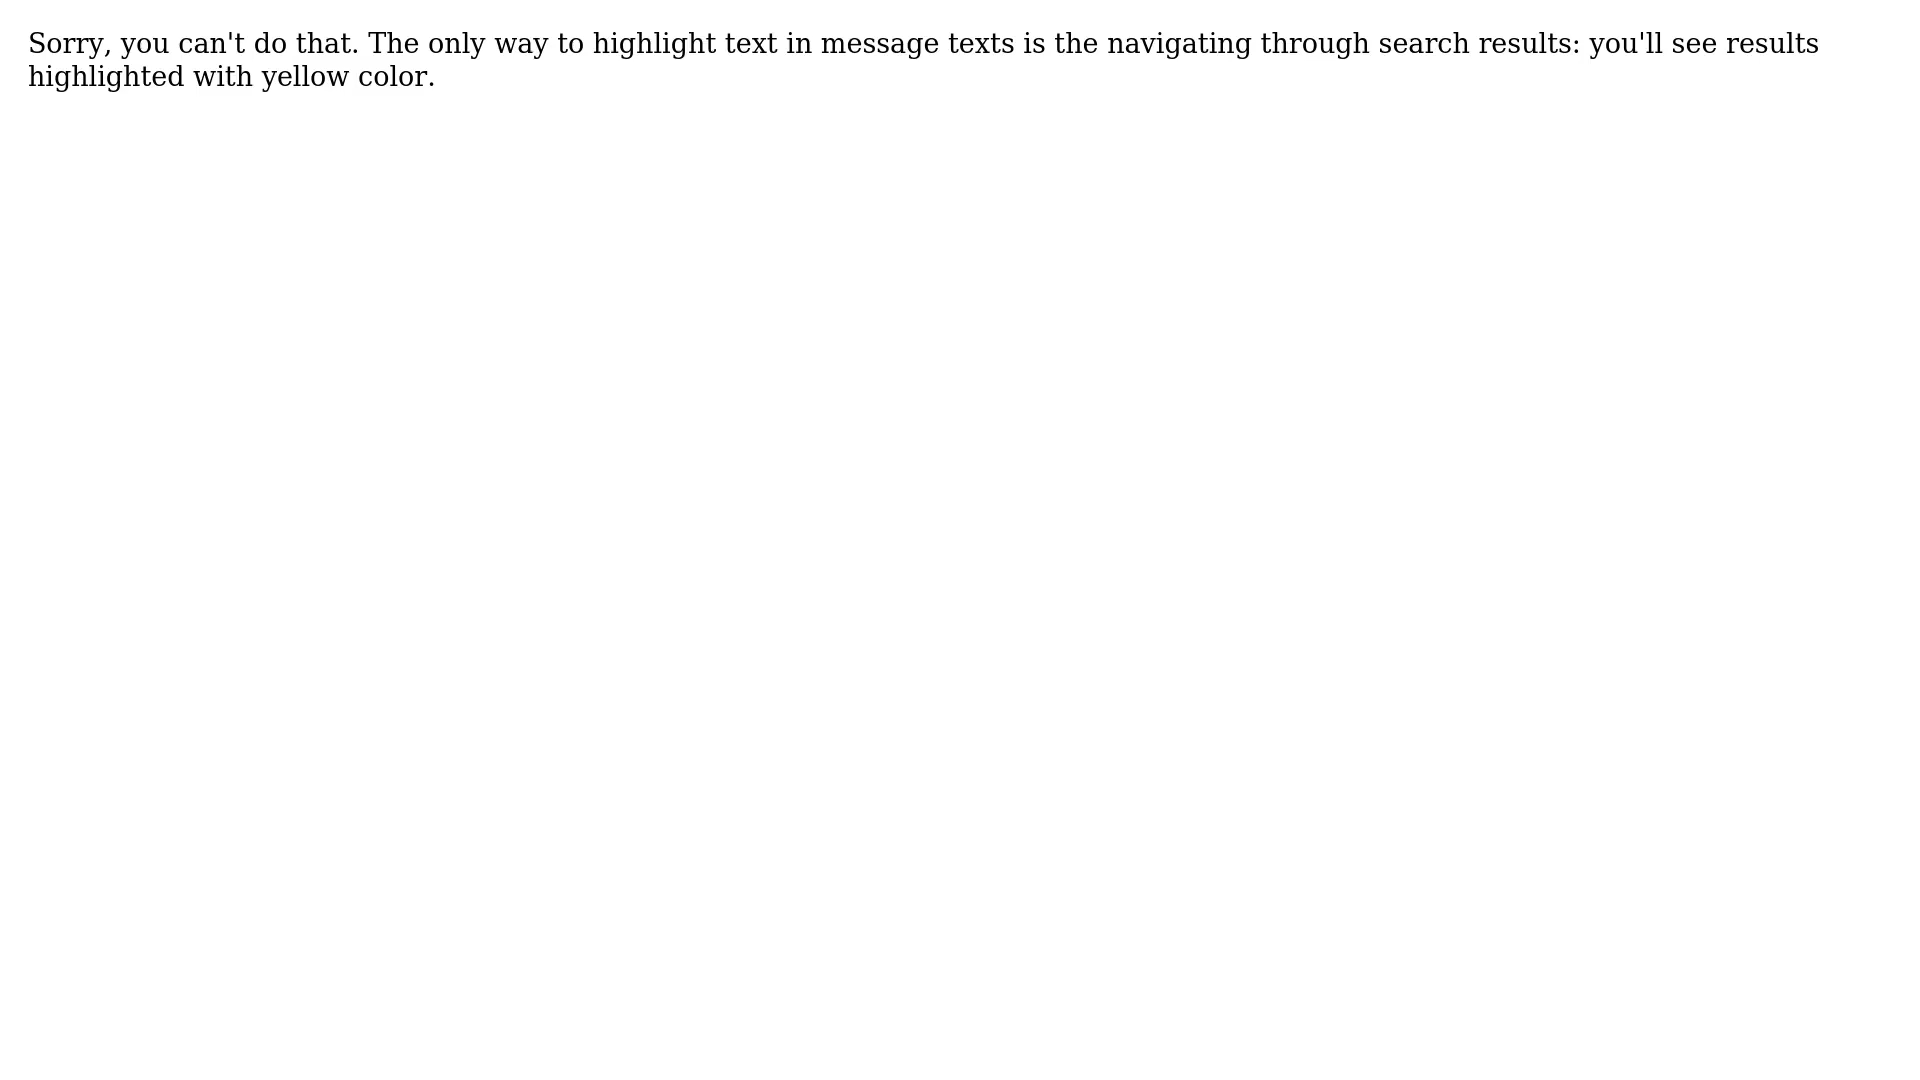 Sorry, you can't do that. The only way to highlight text in message texts is the navigating through search results: you'll see results
highlighted with yellow color.